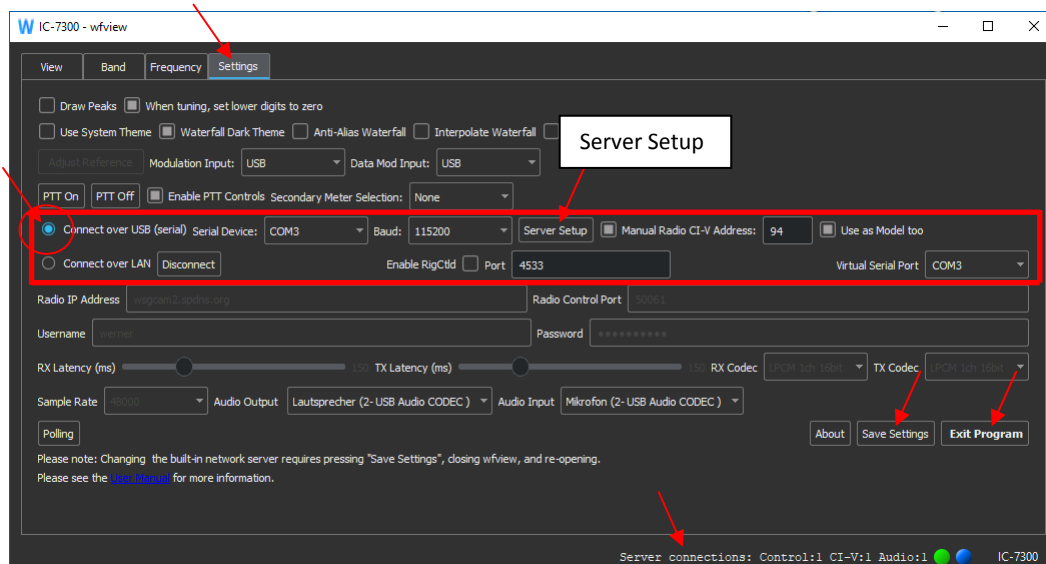 IC-7300 - wfview
View Band Frequency Settings
Draw Peaks When tuning, set lower digits to zero
Use System Theme Waterfall Dark Theme Anti-Alias Waterfall Interpolate Waterfall
Server Setup
Adjust Reference Modulation Input: USB Data Mod Input: USB
PTT On PTT Off Enable PTT Controls Secondary Meter Selection: None
Connect over USB (serial) Serial Device: COM3 Baud: 115200 Server Setup Manual Radio CI-V Address: 94 Use as Model too
Connect over LAN Disconnect Enable RigCtld Port 4533 Virtual Serial Port COM3
Radio IP Address wsgcam2.spdns.org Radio Control Port 50061
Username werner Password ••••••••••
RX Latency (ms) 150 TX Latency (ms) 150 RX Codec LPCM 1ch 16bit TX Codec LPCM 1ch 16bit
Sample Rate 48000 Audio Output Lautsprecher (2- USB Audio CODEC ) Audio Input Mikrofon (2- USB Audio CODEC )
Polling About Save Settings Exit Program
Please note: Changing the built-in network server requires pressing "Save Settings", closing wfview, and re-opening.
Please see the User Manual for more information.
Server connections: Control:1 CI-V:1 Audio:1 IC-7300